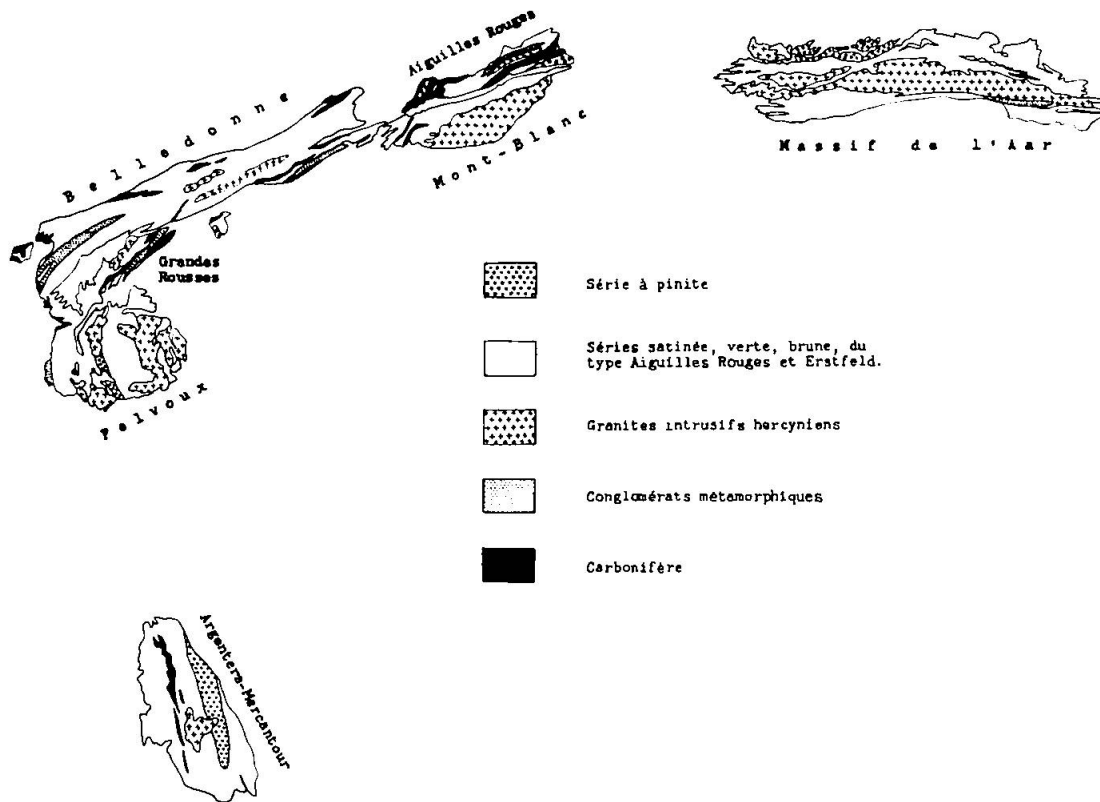 Aiguilles Rouges
Belledonne
Mont-Blanc
Massif de l'Aar
Grandes
Rousses
Pelvoux
Série à pinite
Séries satinée, verte, brune, du
type Aiguilles Rouges et Erstfeld.
Granites intrusifs hercyniens
Conglomérats métamorphiques
Carbonifère
Argentera-Mercantour